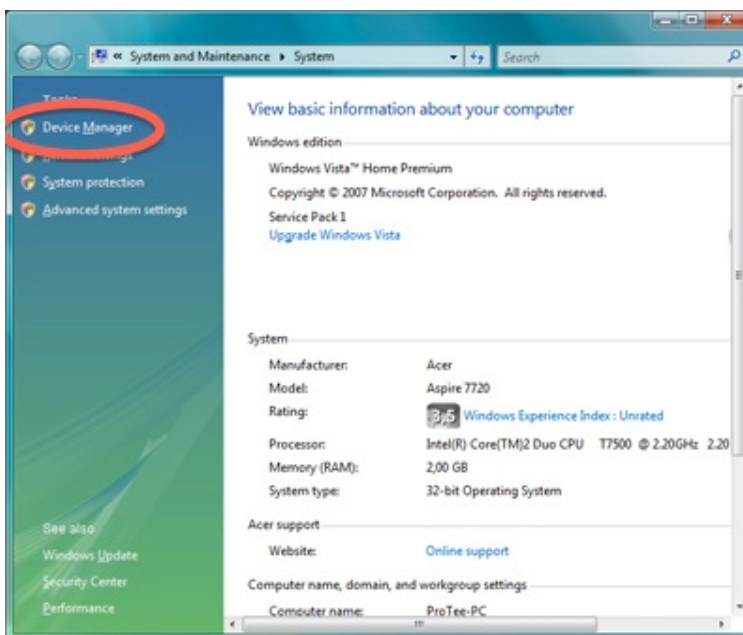 « System and Maintenance ▸ System
Search
Tasks
Device Manager
System protection
Advanced system settings
See also
Windows Update
Security Center
Performance
View basic information about your computer
Windows edition
Windows Vista™ Home Premium
Copyright © 2007 Microsoft Corporation. All rights reserved.
Service Pack 1
Upgrade Windows Vista
System
Manufacturer: Acer
Model: Aspire 7720
Rating: 3,5 Windows Experience Index : Unrated
Processor: Intel(R) Core(TM)2 Duo CPU T7500 @ 2.20GHz 2.20
Memory (RAM): 2,00 GB
System type: 32-bit Operating System
Acer support
Website: Online support
Computer name, domain, and workgroup settings
Computer name: ProTee-PC